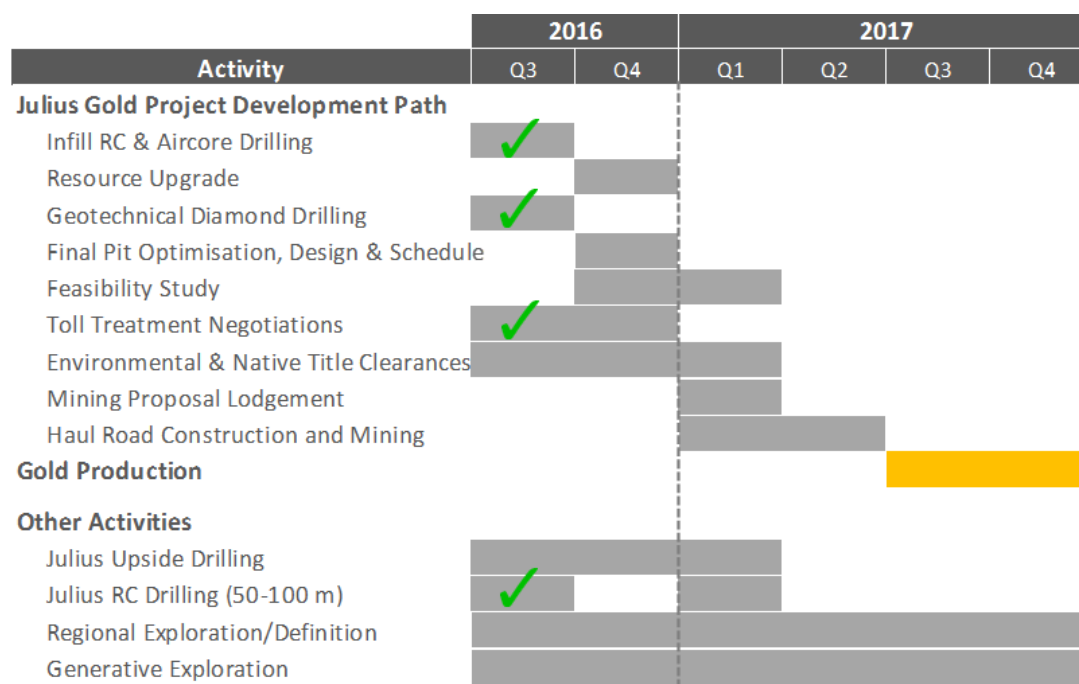 2016 2017
Activity Q3 Q4 Q1 Q2 Q3 Q4
Julius Gold Project Development Path
Infill RC & Aircore Drilling
Resource Upgrade
Geotechnical Diamond Drilling
Final Pit Optimisation, Design & Schedule
Feasibility Study
Toll Treatment Negotiations
Environmental & Native Title Clearances
Mining Proposal Lodgement
Haul Road Construction and Mining
Gold Production
Other Activities
Julius Upside Drilling
Julius RC Drilling (50-100 m)
Regional Exploration/Definition
Generative Exploration